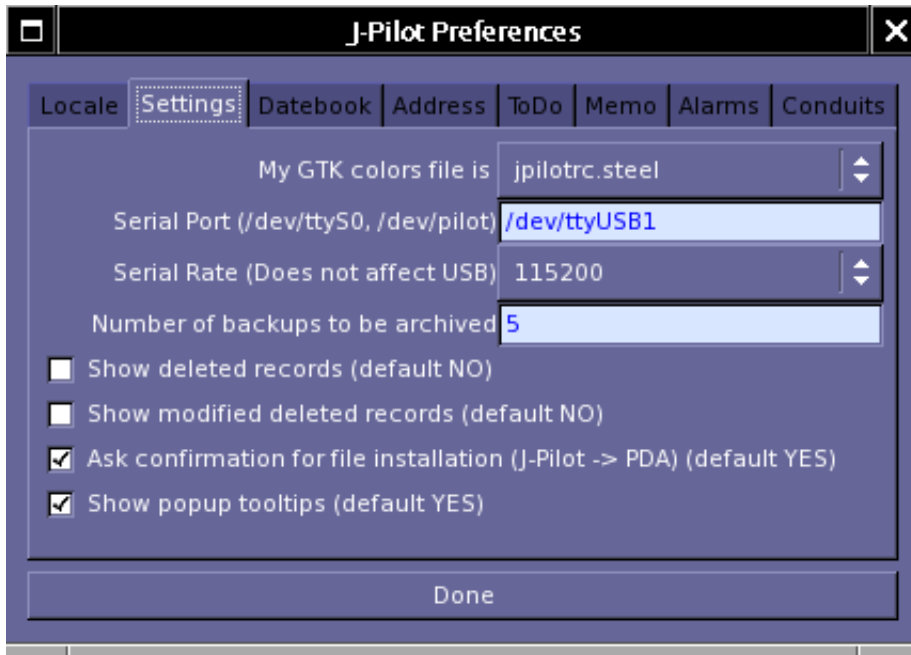 J-Pilot Preferences
Locale Settings Datebook Address ToDo Memo Alarms Conduits
My GTK colors file is jpilotrc.steel
Serial Port (/dev/ttyS0, /dev/pilot) /dev/ttyUSB1
Serial Rate (Does not affect USB) 115200
Number of backups to be archived 5
Show deleted records (default NO)
Show modified deleted records (default NO)
Ask confirmation for file installation (J-Pilot -> PDA) (default YES)
Show popup tooltips (default YES)
Done